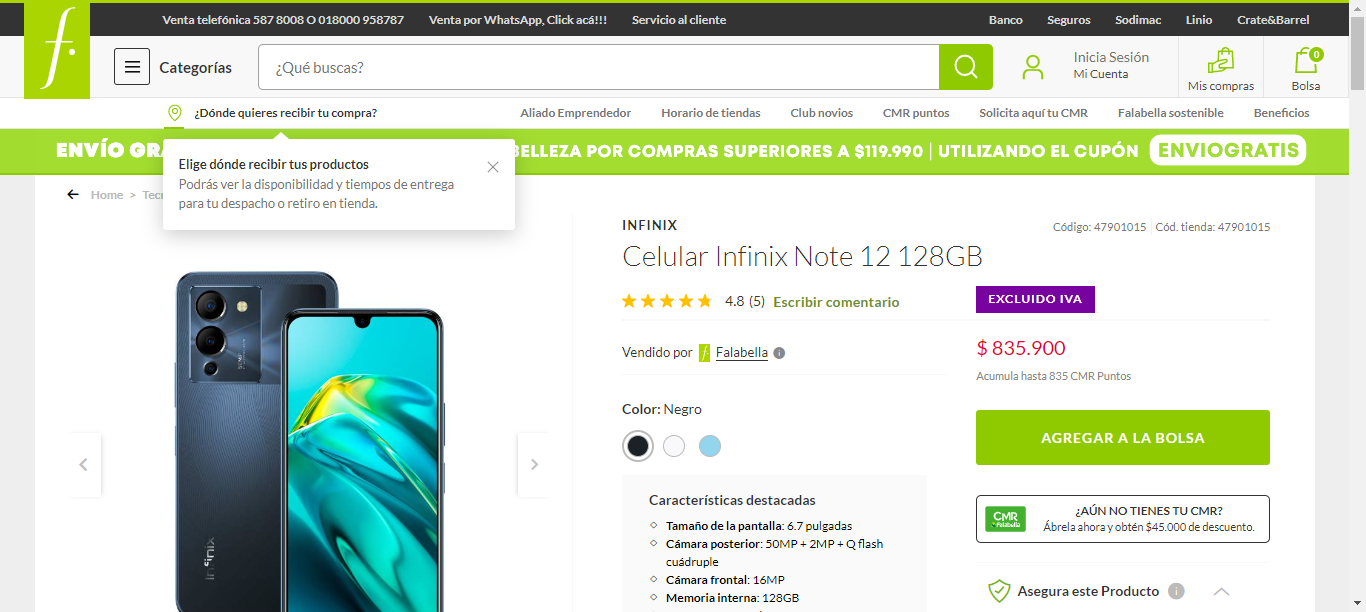 Venta telefónica 587 8008 O 018000 958787 Venta por WhatsApp, Click acá!!! Servicio al cliente Banco Seguros Sodimac Linio Crate&Barrel
f.
Categorías ¿Qué buscas? Inicia Sesión
Mi Cuenta
Mis compras
0
Bolsa
¿Dónde quieres recibir tu compra? Aliado Emprendedor Horario de tiendas Club novios CMR puntos Solicita aquí tu CMR Falabella sostenible Beneficios
ENVÍO GRA BELLEZA POR COMPRAS SUPERIORES A $119.990 | UTILIZANDO EL CUPÓN ENVIOGRATIS
Elige dónde recibir tus productos
Podrás ver la disponibilidad y tiempos de entrega
para tu despacho o retiro en tienda.
Home > Tec
INFINIX
Código: 47901015 Cód. tienda: 47901015
Celular Infinix Note 12 128GB
4.8 (5) Escribir comentario
EXCLUIDO IVA
Vendido por f Falabella i
$ 835.900
Acumula hasta 835 CMR Puntos
Color: Negro
AGREGAR A LA BOLSA
Características destacadas
Tamaño de la pantalla: 6.7 pulgadas
Cámara posterior: 50MP + 2MP + Q flash
cuádruple
Cámara frontal: 16MP
Memoria interna: 128GB
CMR
Falabella
¿AÚN NO TIENES TU CMR?
Ábrela ahora y obtén $45.000 de descuento.
Asegura este Producto i
Infinix